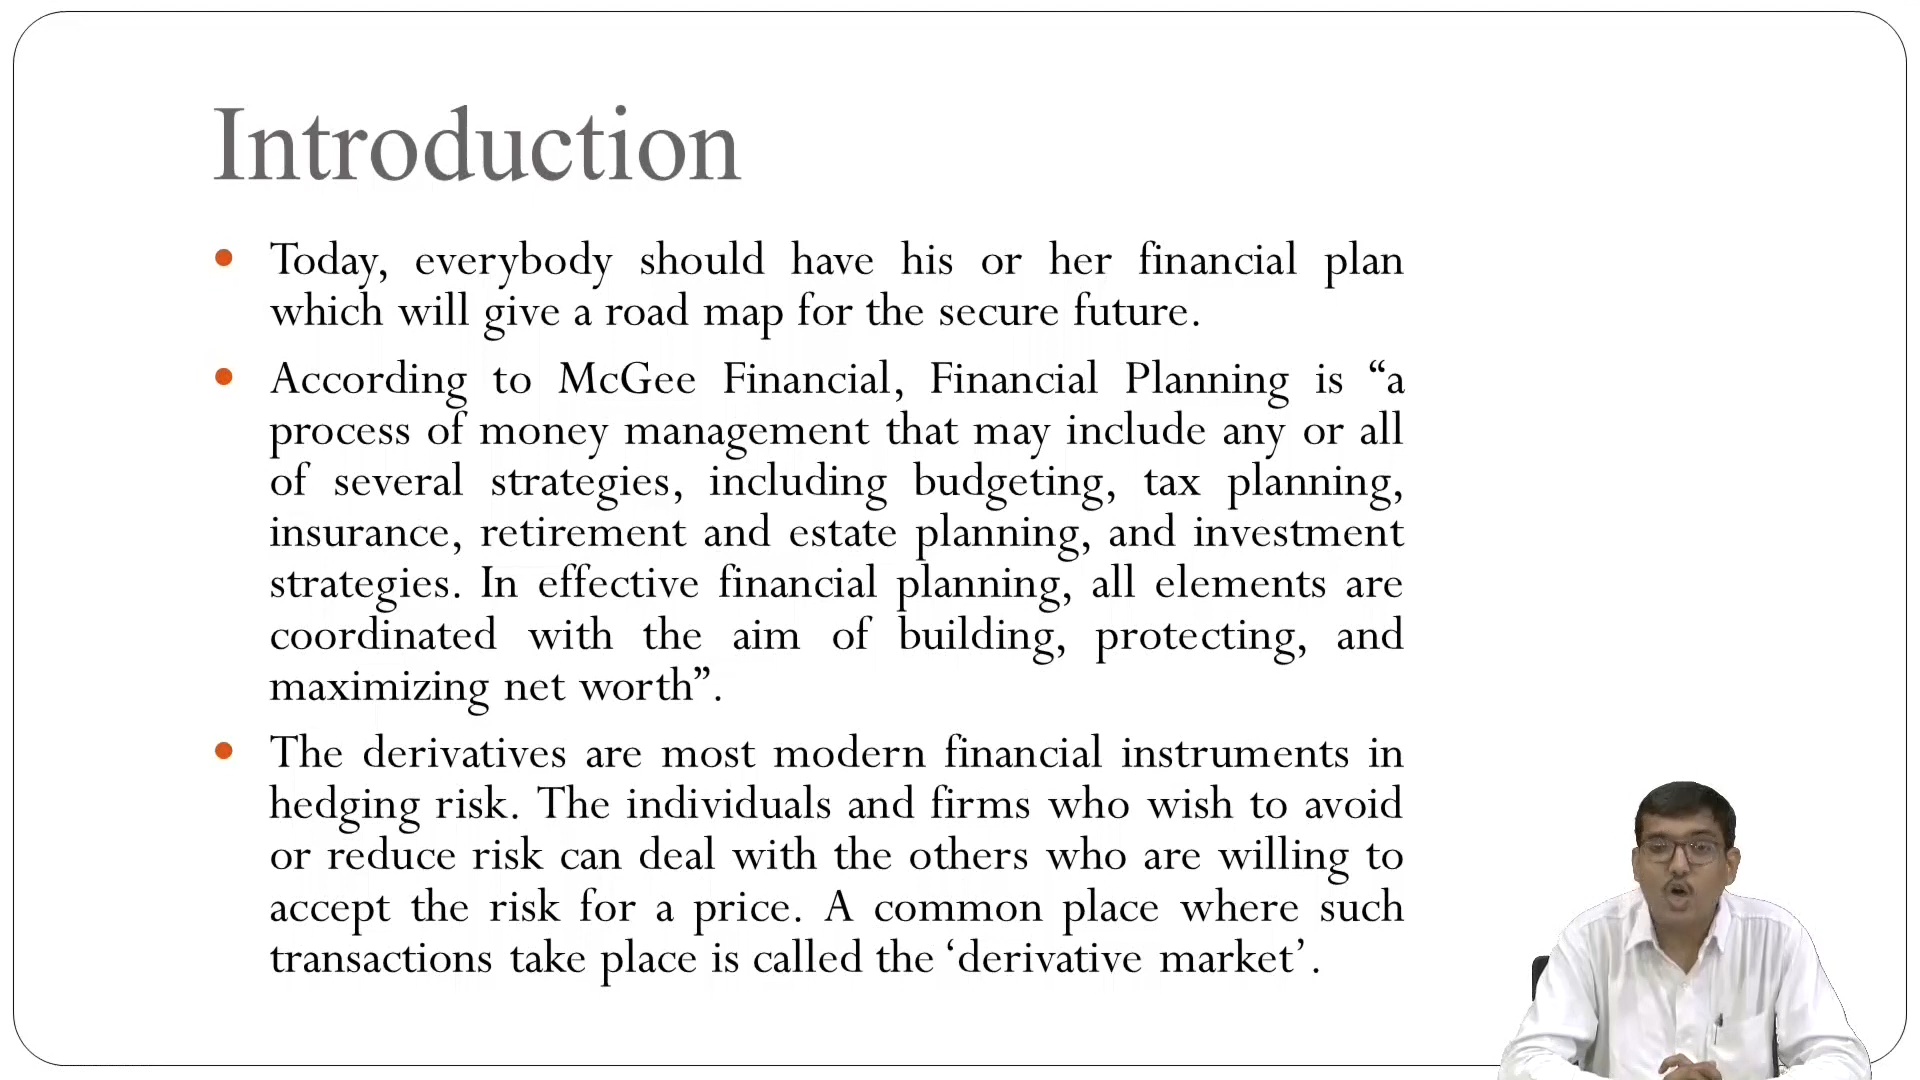 Introduction
• Today, everybody should have his or her financial plan
which will give a road map for the secure future.
• According to McGee Financial, Financial Planning is “a
process of money management that may include any or all
of several strategies, including budgeting, tax planning,
insurance, retirement and estate planning, and investment
strategies. In effective financial planning, all elements are
coordinated with the aim of building, protecting, and
maximizing net worth”.
• The derivatives are most modern financial instruments in
hedging risk. The individuals and firms who wish to avoid
or reduce risk can deal with the others who are willing to
accept the risk for a price. A common place where such
transactions take place is called the ‘derivative market’.